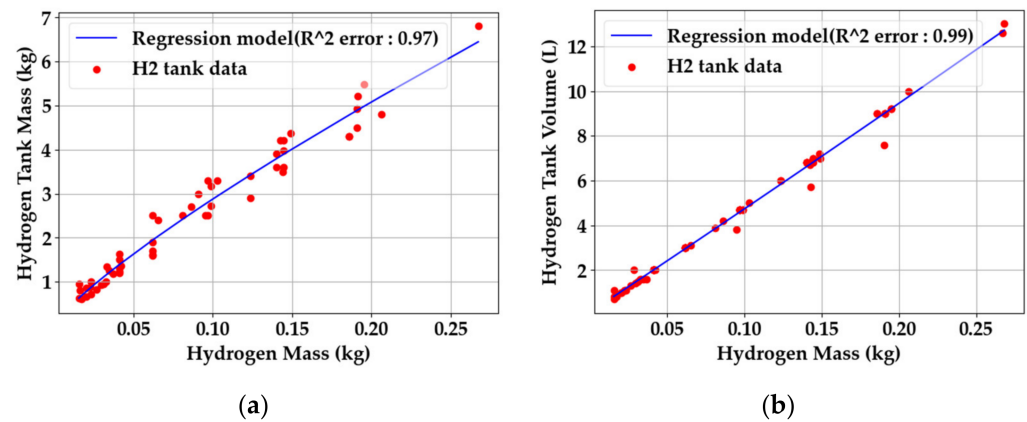 7
6
5
4
3
2
1
Hydrogen Tank Mass (kg)
Regression model(R^2 error : 0.97)
H2 tank data
0.05 0.10 0.15 0.20 0.25
Hydrogen Mass (kg)
(a)
12
10
8
6
4
2
Hydrogen Tank Volume (L)
Regression model(R^2 error : 0.99)
H2 tank data
0.05 0.10 0.15 0.20 0.25
Hydrogen Mass (kg)
(b)